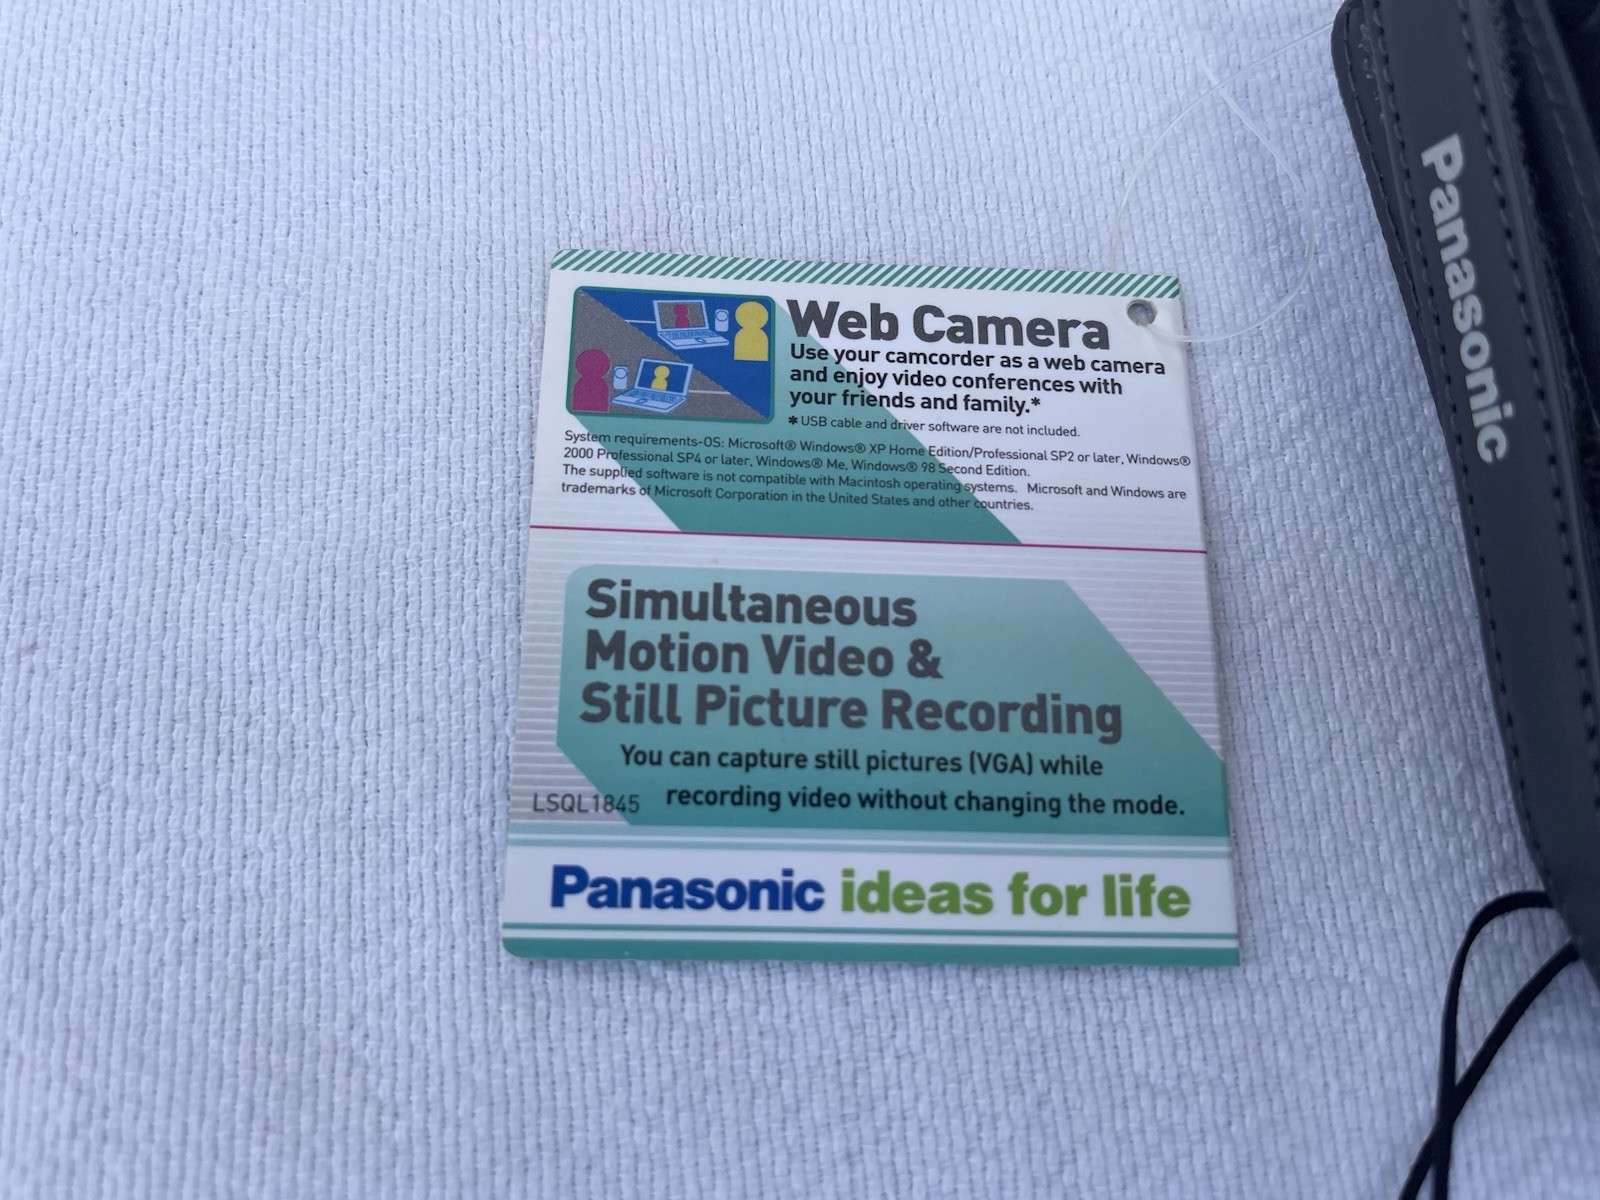 Web Camera
Use your camcorder as a web camera
and enjoy video conferences with
your friends and family.*
* USB cable and driver software are not included.
System requirements-OS: Microsoft® Windows® XP Home Edition/Professional SP2 or later, Windows®
2000 Professional SP4 or later, Windows® Me, Windows® 98 Second Edition.
The supplied software is not compatible with Macintosh operating systems. Microsoft and Windows are
trademarks of Microsoft Corporation in the United States and other countries.
Simultaneous
Motion Video &
Still Picture Recording
You can capture still pictures (VGA) while
recording video without changing the mode.
LSQL1845
Panasonic ideas for life
Panasonic